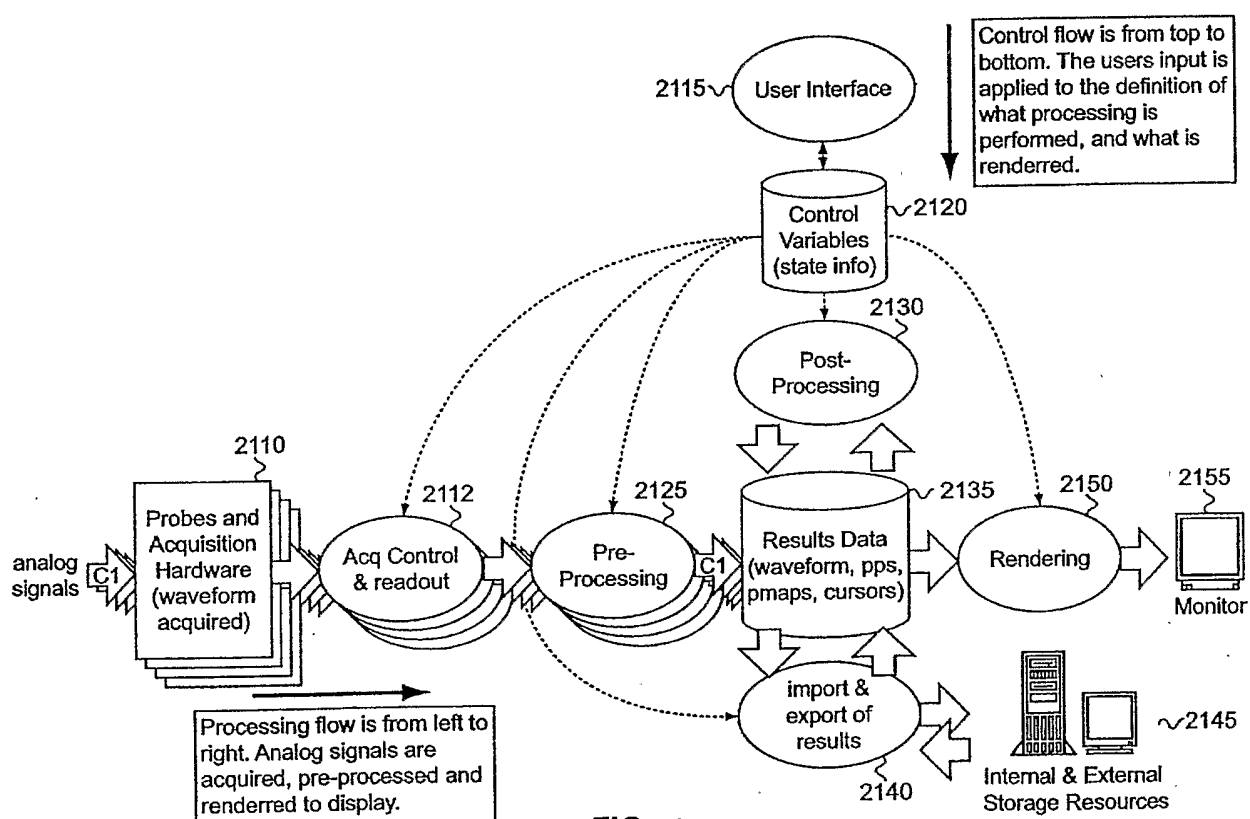 Control flow is from top to
bottom. The users input is
applied to the definition of
what processing is
performed, and what is
renderred.
2115
User Interface
2120
Control
Variables
(state info)
2130
Post-
Processing
2110
Probes and
Acquisition
Hardware
(waveform
acquired)
analog
signals
C1
2112
Acq Control
& readout
2125
Pre-
Processing
C1
2135
Results Data
(waveform, pps,
pmaps, cursors)
2150
Rendering
2155
Monitor
import &
export of
results
2140
2145
Internal & External
Storage Resources
Processing flow is from left to
right. Analog signals are
acquired, pre-processed and
renderred to display.